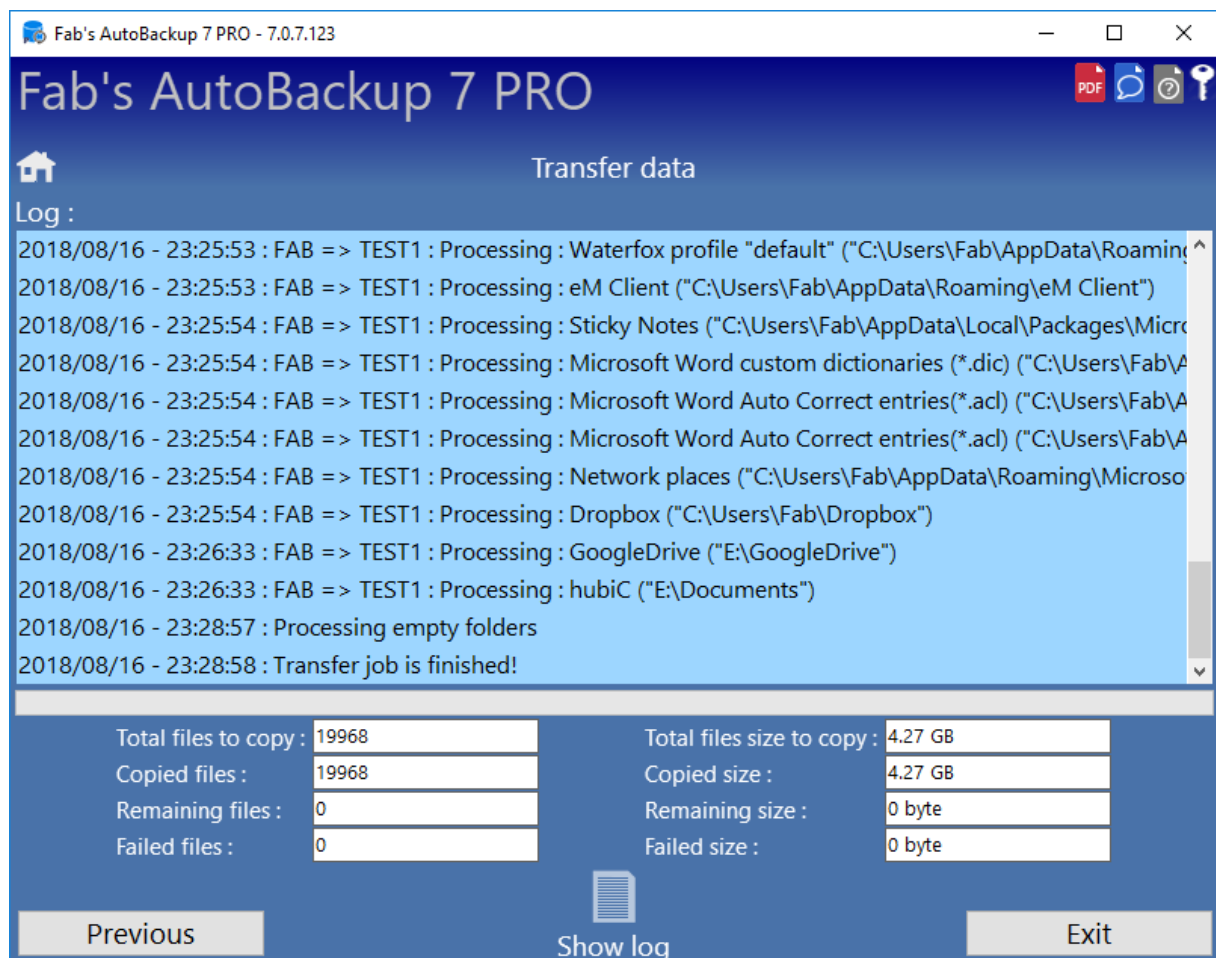 Fab's AutoBackup 7 PRO - 7.0.7.123
Fab's AutoBackup 7 PRO
PDF
Transfer data
Log :
2018/08/16 - 23:25:53 : FAB => TEST1 : Processing : Waterfox profile "default" ("C:\Users\Fab\AppData\Roaming
2018/08/16 - 23:25:53 : FAB => TEST1 : Processing : eM Client ("C:\Users\Fab\AppData\Roaming\eM Client")
2018/08/16 - 23:25:54 : FAB => TEST1 : Processing : Sticky Notes ("C:\Users\Fab\AppData\Local\Packages\Micro
2018/08/16 - 23:25:54 : FAB => TEST1 : Processing : Microsoft Word custom dictionaries (*.dic) ("C:\Users\Fab\A
2018/08/16 - 23:25:54 : FAB => TEST1 : Processing : Microsoft Word Auto Correct entries(*.acl) ("C:\Users\Fab\A
2018/08/16 - 23:25:54 : FAB => TEST1 : Processing : Microsoft Word Auto Correct entries(*.acl) ("C:\Users\Fab\A
2018/08/16 - 23:25:54 : FAB => TEST1 : Processing : Network places ("C:\Users\Fab\AppData\Roaming\Microso
2018/08/16 - 23:25:54 : FAB => TEST1 : Processing : Dropbox ("C:\Users\Fab\Dropbox")
2018/08/16 - 23:26:33 : FAB => TEST1 : Processing : GoogleDrive ("E:\GoogleDrive")
2018/08/16 - 23:26:33 : FAB => TEST1 : Processing : hubiC ("E:\Documents")
2018/08/16 - 23:28:57 : Processing empty folders
2018/08/16 - 23:28:58 : Transfer job is finished!
Total files to copy : 19968 Total files size to copy : 4.27 GB
Copied files : 19968 Copied size : 4.27 GB
Remaining files : 0 Remaining size : 0 byte
Failed files : 0 Failed size : 0 byte
Previous Show log Exit